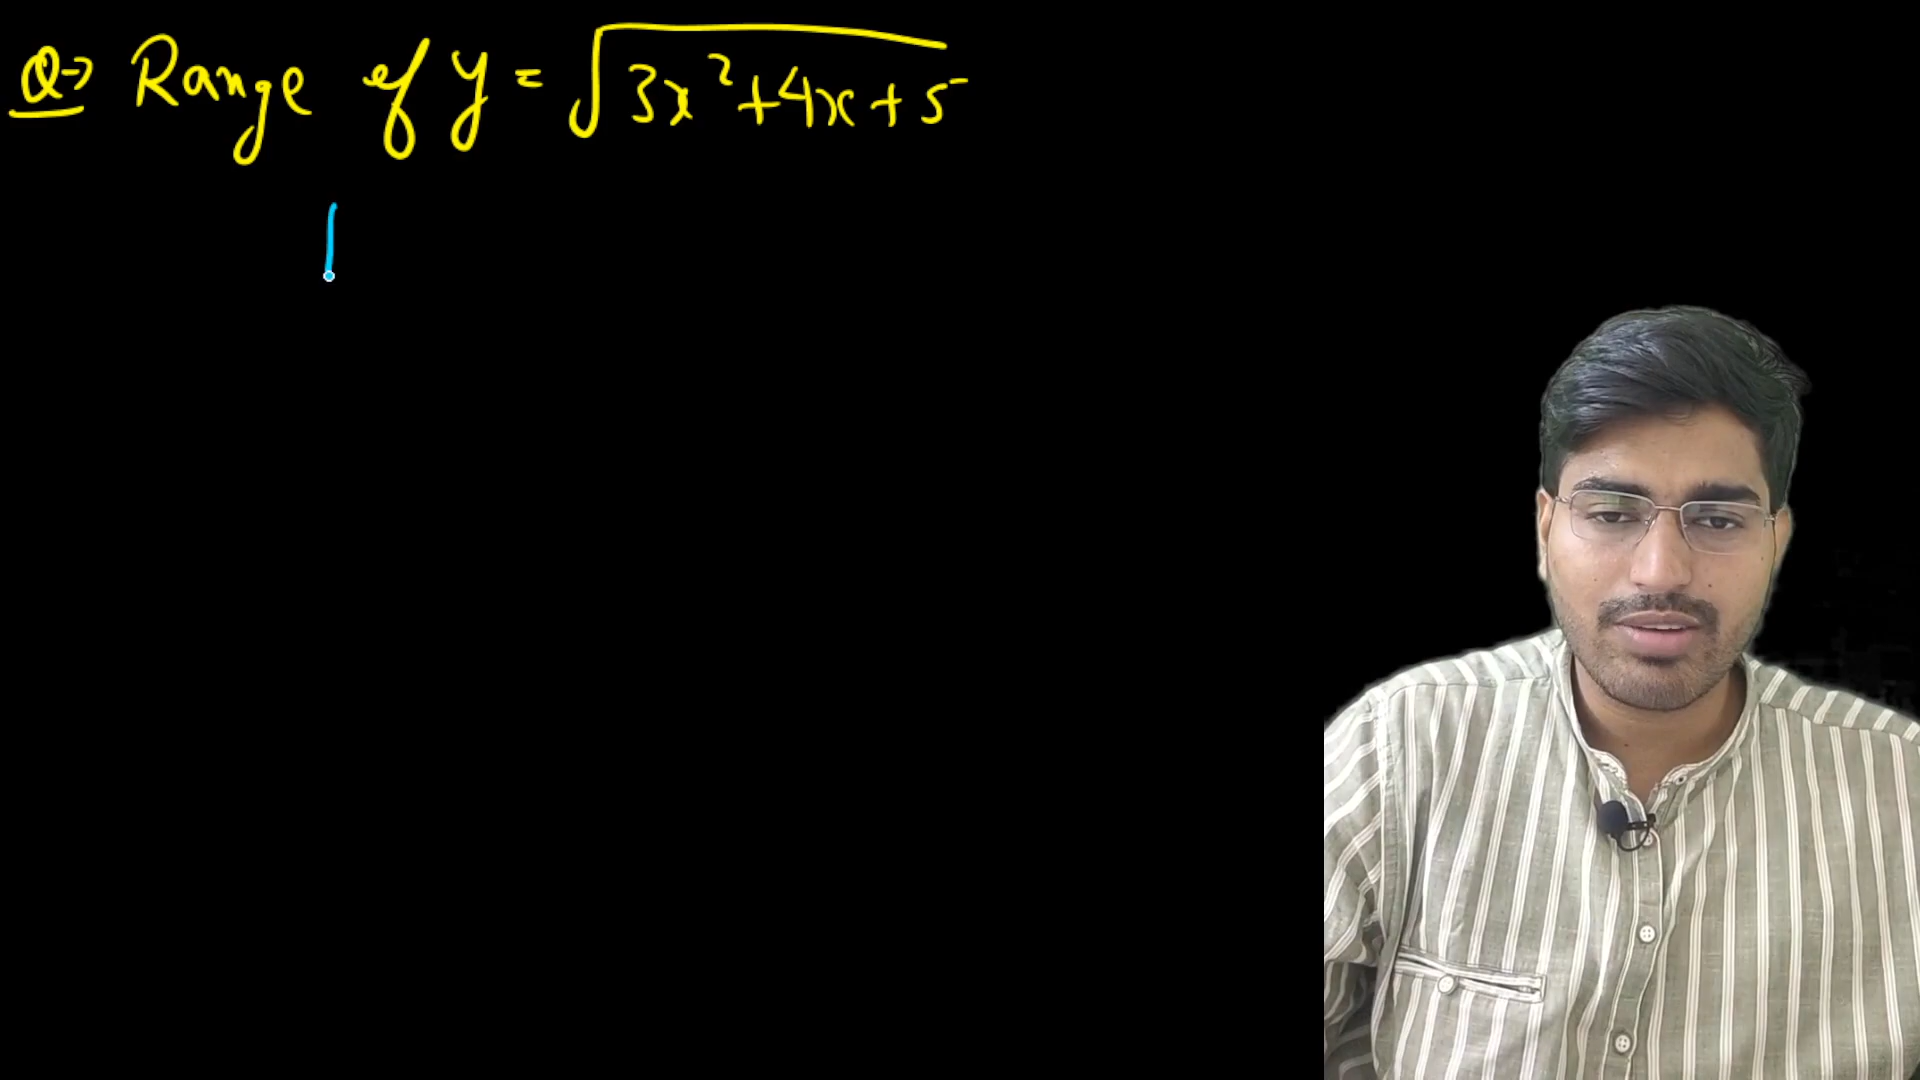 Q→ Range of y = √3x²+4x+5